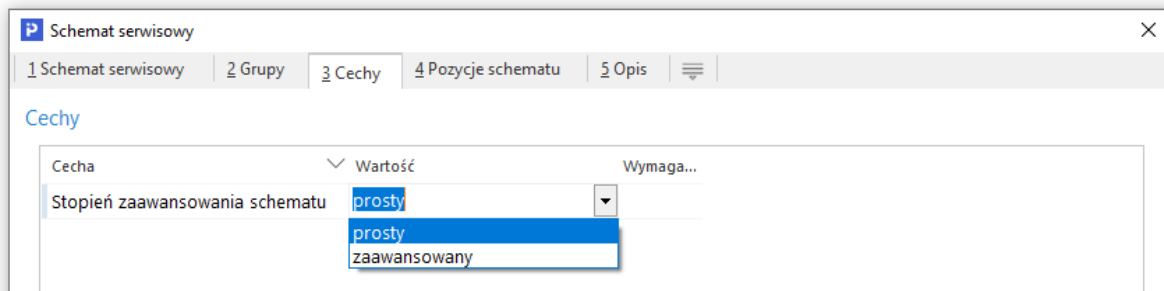 Schemat serwisowy
1 Schemat serwisowy 2 Grupy 3 Cechy 4 Pozycje schematu 5 Opis
Cechy
Cecha Wartość Wymaga...
Stopień zaawansowania schematu prosty
prosty
zaawansowany